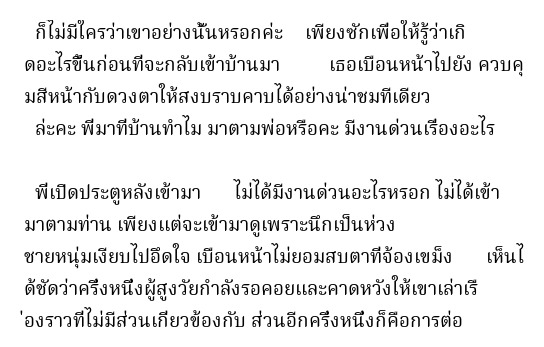 ก็ไม่มีใครว่าเขาอย่างนั้นหรอกค่ะ เพียงซักเพื่อให้รู้ว่าเกิ
ดอะไรขึ้นก่อนที่จะกลับเข้าบ้านมา เธอเบือนหน้าไปยัง ควบคุ
มสีหน้ากับดวงตาให้สงบราบคาบได้อย่างน่าชมทีเดียว
ล่ะคะ พี่มาที่บ้านทำไม มาตามพ่อหรือคะ มีงานด่วนเรื่องอะไร
พี่เปิดประตูหลังเข้ามา ไม่ได้มีงานด่วนอะไรหรอก ไม่ได้เข้า
มาตามท่าน เพียงแต่จะเข้ามาดูเพราะนึกเป็นห่วง
ชายหนุ่มเงียบไปอึดใจ เบือนหน้าไม่ยอมสบตาที่จ้องเขม็ง เห็นไ
ด้ชัดว่าครึ่งหนึ่งผู้สูงวัยกำลังรอคอยและคาดหวังให้เขาเล่าเรื
่องราวที่ไม่มีส่วนเกี่ยวข้องกับ ส่วนอีกครึ่งหนึ่งก็คือการต่อ